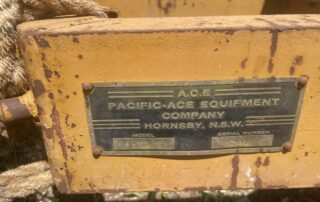 A.C.E
PACIFIC-ACE EQUIPMENT
COMPANY
HORNSBY, N.S.W.
MODEL SERIAL NUMBER